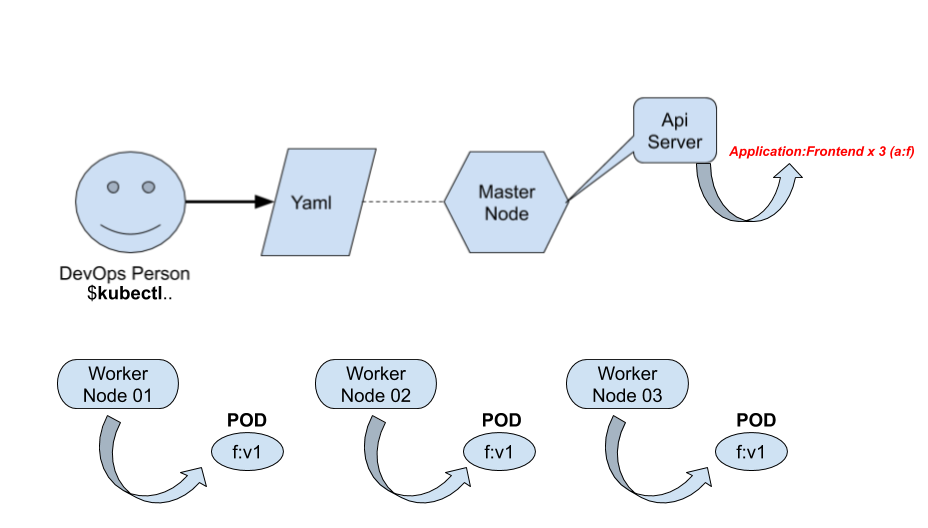 Api
Server
Application:Frontend x 3 (a:f)
Yaml
Master
Node
DevOps Person
$kubectl..
Worker
Node 01
POD
f:v1
Worker
Node 02
POD
f:v1
Worker
Node 03
POD
f:v1